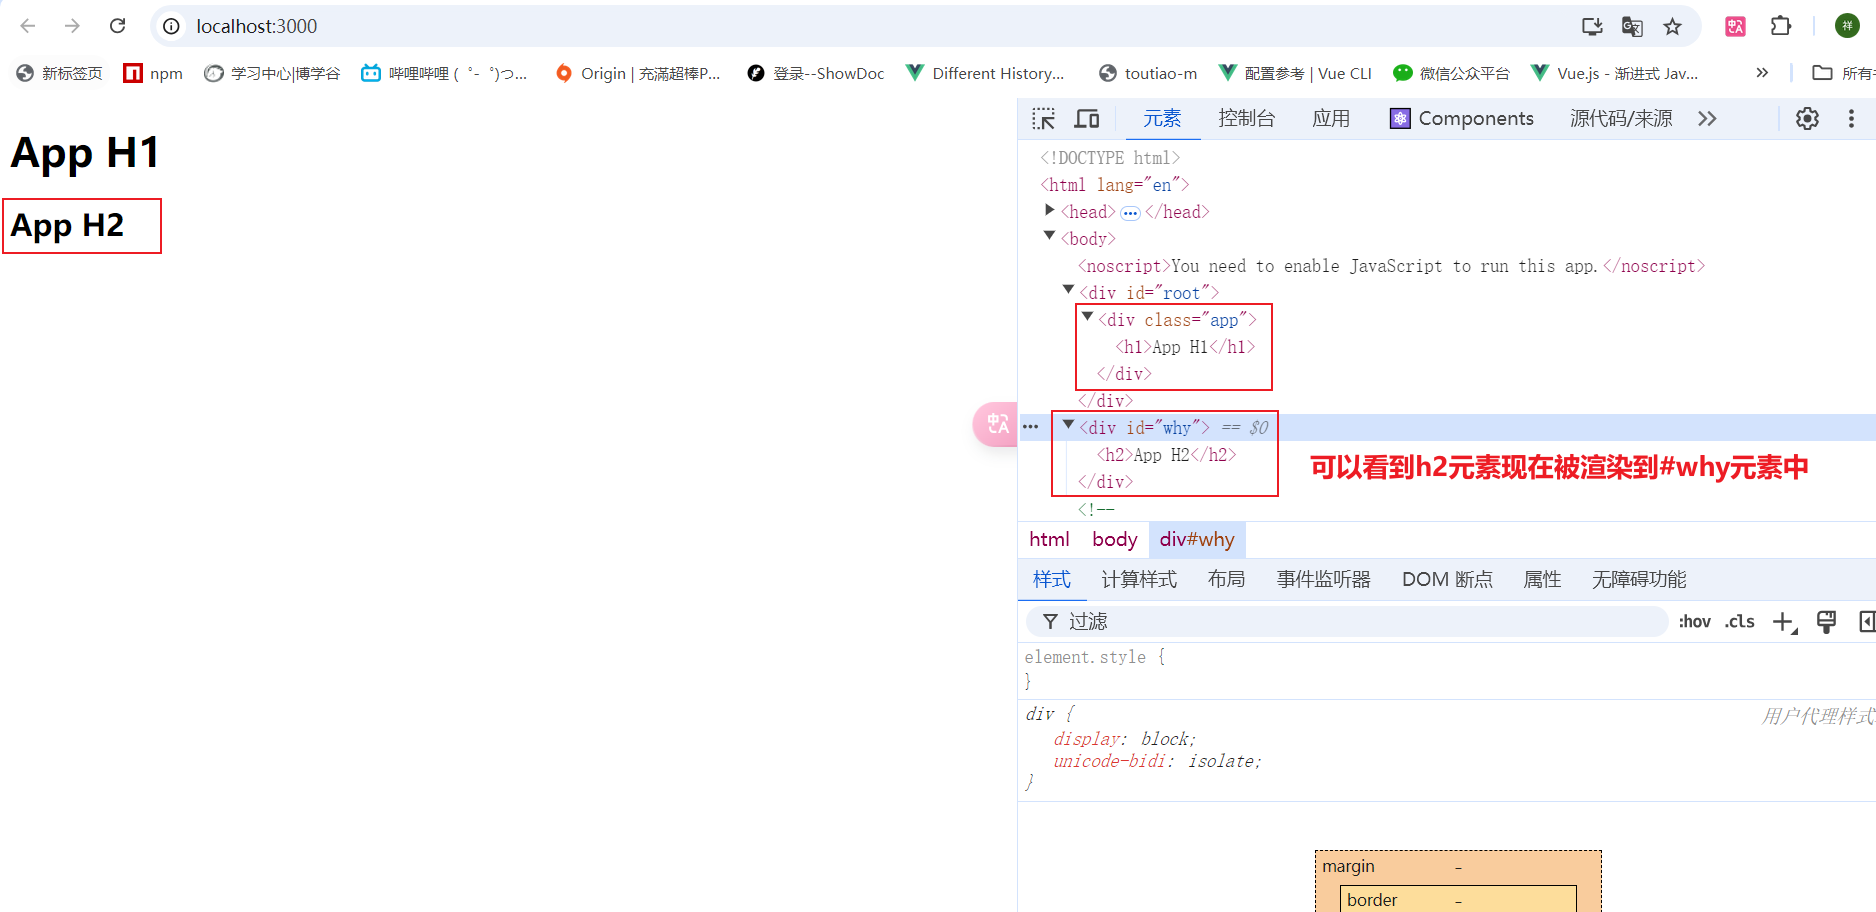 localhost:3000
新标签页 npm 学习中心|博学谷 哔哩哔哩 ( ゜- ゜)つ... Origin | 充满超棒P... 登录--ShowDoc Different History... toutiao-m 配置参考 | Vue CLI 微信公众平台 Vue.js - 渐进式 Jav... » 所有
祥
App H1
App H2
元素 控制台 应用 Components 源代码/来源
<!DOCTYPE html>
<html lang="en">
<head> ••• </head>
<body>
<noscript>You need to enable JavaScript to run this app.</noscript>
<div id="root">
<div class="app">
<h1>App H1</h1>
</div>
</div>
<div id="why"> == $0
<h2>App H2</h2>
</div>
<!--
可以看到h2元素现在被渲染到#why元素中
html body div#why
样式 计算样式 布局 事件监听器 DOM 断点 属性 无障碍功能
过滤 :hov .cls
element.style {
}
div { 用户代理样式
display: block;
unicode-bidi: isolate;
}
margin -
border -